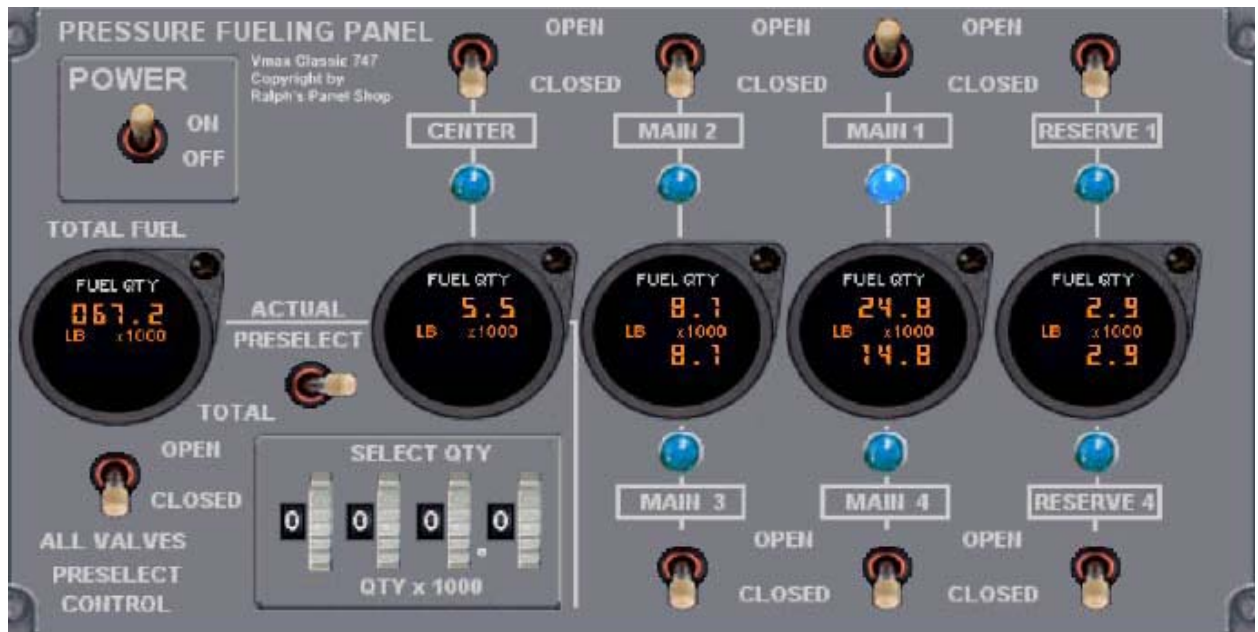 PRESSURE FUELING PANEL
Vmax Classic 747
Copyright by
Ralph's Panel Shop
POWER
ON
OFF
OPEN
CLOSED
OPEN
CLOSED
OPEN
CLOSED
CENTER
MAIN 2
MAIN 1
RESERVE 1
TOTAL FUEL
FUEL QTY
067.2
LB x1000
ACTUAL
PRESELECT
TOTAL
FUEL QTY
5.5
LB x1000
FUEL QTY
8.1
LB x1000
8.1
FUEL QTY
24.8
LB x1000
14.8
FUEL QTY
2.9
LB x1000
2.9
OPEN
CLOSED
ALL VALVES
PRESELECT
CONTROL
SELECT QTY
0 0 0.0
QTY x 1000
MAIN 3
MAIN 4
RESERVE 4
OPEN
CLOSED
OPEN
CLOSED